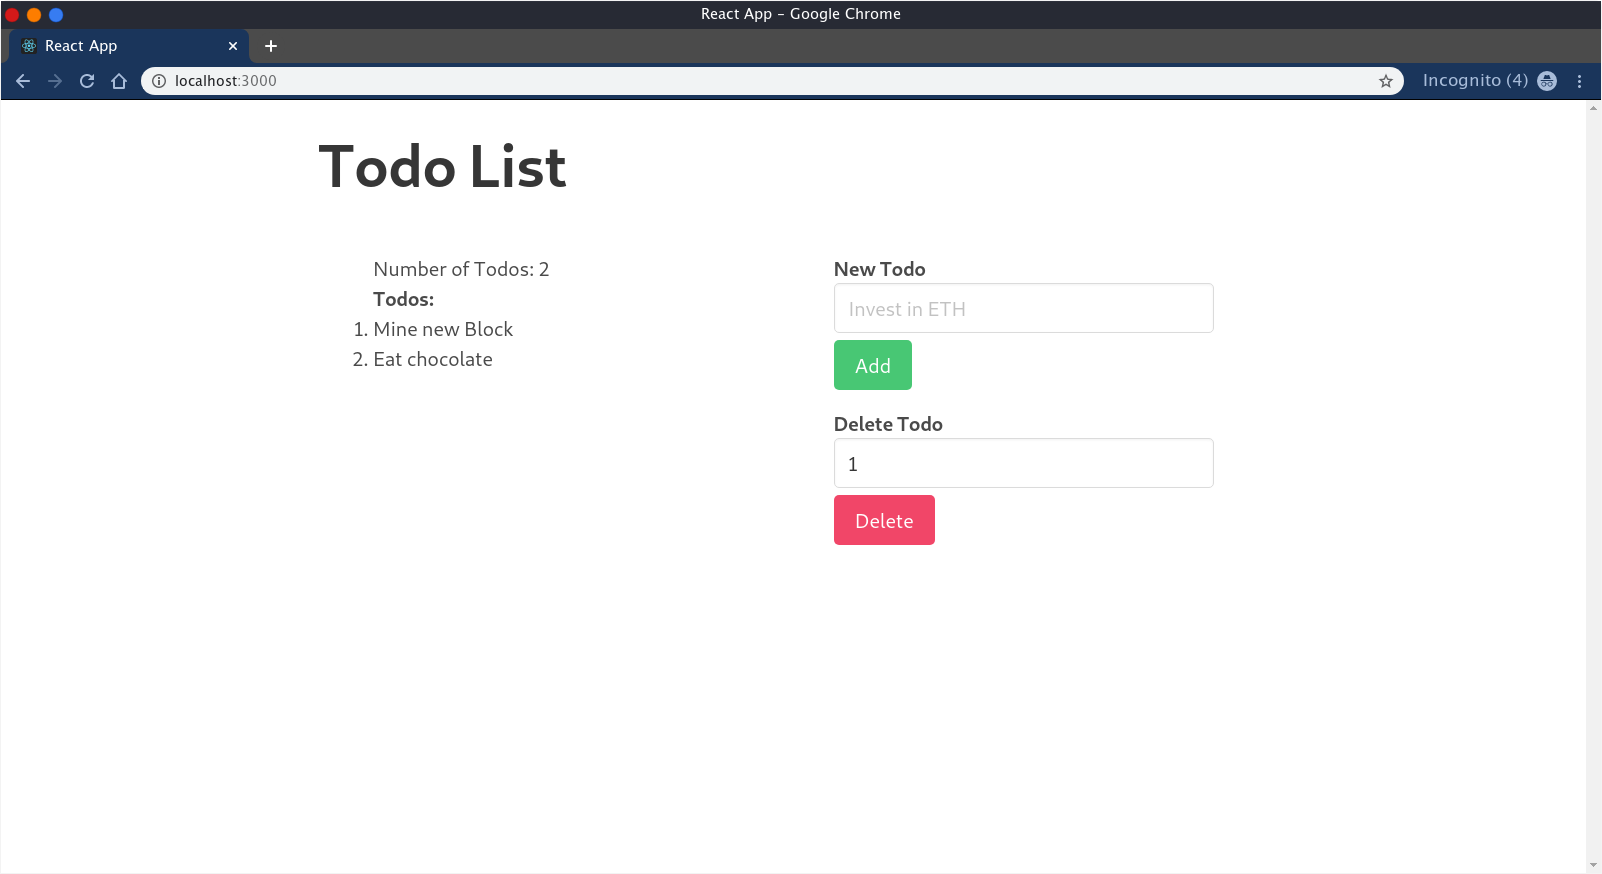 React App - Google Chrome
React App
localhost:3000
Incognito (4)
Todo List
Number of Todos: 2
Todos:
1. Mine new Block
2. Eat chocolate
New Todo
Invest in ETH
Add
Delete Todo
1
Delete